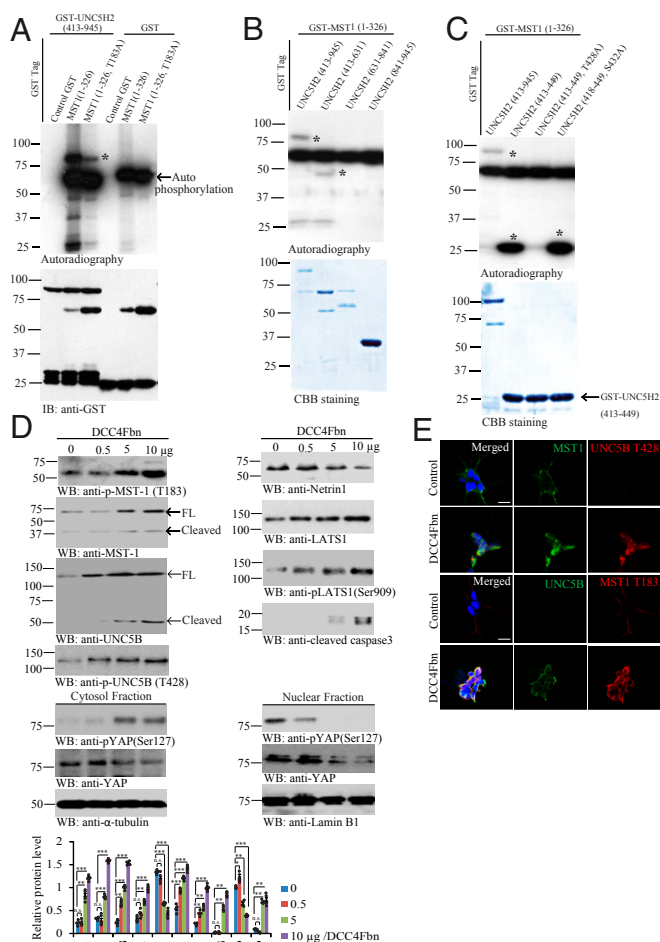 A
GST-UNC5H2
(413-945)
GST
GST Tag
Control GST
MST1(1-326)
MST1(1-326, T183A)
Control GST
MST1(1-326)
MST1(1-326, T183A)
100
75
50
37
25
*
Auto
phosphorylation
Autoradiography
100
75
50
37
25
IB: anti-GST
B
GST-MST1 (1-326)
GST Tag
UNC5H2 (413-945)
UNC5H2 (413-631)
UNC5H2 (631-841)
UNC5H2 (841-945)
100
75
50
37
25
*
*
Autoradiography
100
75
50
37
25
CBB staining
C
GST-MST1 (1-326)
GST Tag
UNC5H2 (413-945)
UNC5H2 (413-449)
UNC5H2 (413-449, T428A)
UNC5H2 (418-449, S432A)
100
75
50
37
25
*
*
*
Autoradiography
100
75
50
37
25
GST-UNC5H2
(413-449)
CBB staining
D
DCC4Fbn
0 0.5 5 10 µg
75
50
WB: anti-p-MST-1 (T183)
75
50
37
FL
Cleaved
WB: anti-MST-1
150
100
50
FL
Cleaved
WB: anti-UNC5B
150
100
WB: anti-p-UNC5B (T428)
Cytosol Fraction
75
WB: anti-pYAP(Ser127)
75
WB: anti-YAP
50
WB: anti-α-tubulin
DCC4Fbn
0 0.5 5 10 µg
75
50
WB: anti-Netrin1
150
100
WB: anti-LATS1
150
100
WB: anti-pLATS1(Ser909)
20
15
WB: anti-cleaved caspase3
Nuclear Fraction
75
WB: anti-pYAP(Ser127)
75
WB: anti-YAP
75
WB: anti-Lamin B1
Relative protein level
2
1.5
1
0.5
0
0
0.5
5
10 µg /DCC4Fbn
E
Control
Merged
MST1
UNC5B T428
DCC4Fbn
Control
Merged
UNC5B
MST1 T183
DCC4Fbn